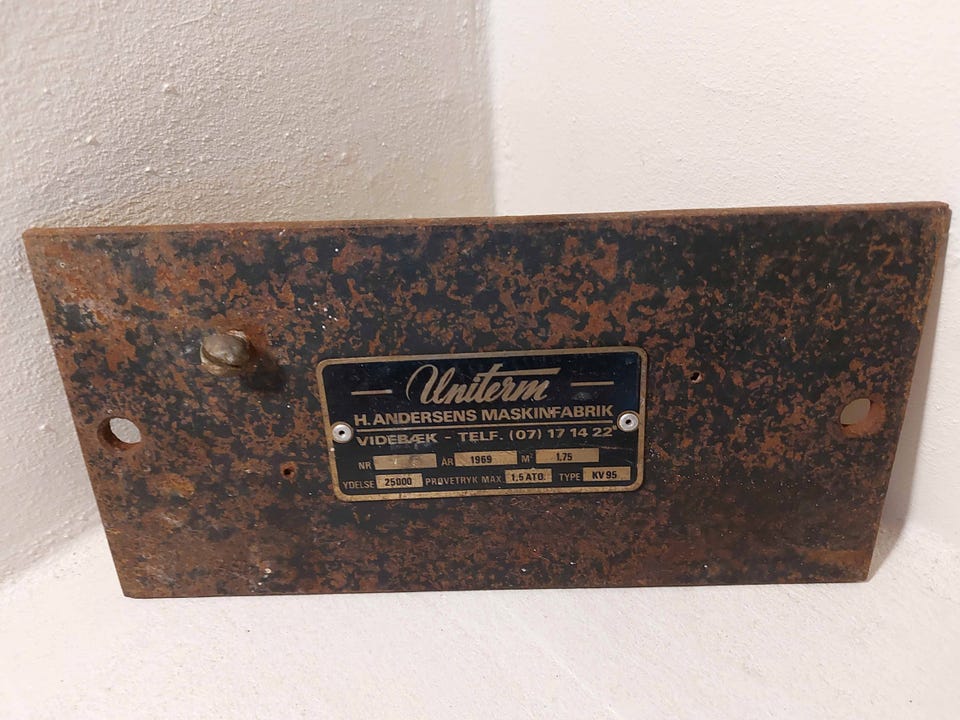 Uniterm
H. ANDERSENS MASKINFABRIK
VIDEBÆK - TELF. (07) 17 14 22
NR ÅR 1969 M² 1.75
YDELSE 25000 PRØVETRYK MAX. 1.5 ATO. TYPE KV 95